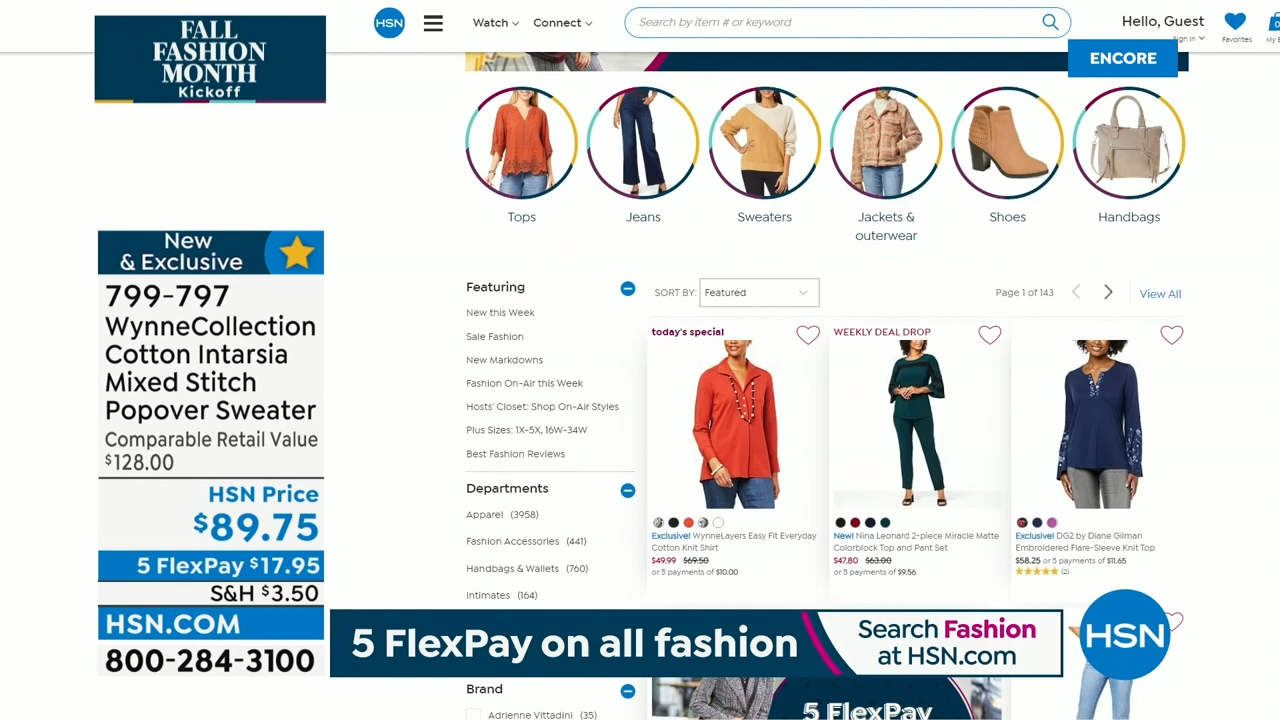 FALL
FASHION
MONTH
Kickoff
HSN
Watch
Connect
Search by item # or keyword
Hello, Guest
Sign In
Favorites
ENCORE
Tops
Jeans
Sweaters
Jackets &
outerwear
Shoes
Handbags
New
& Exclusive
799-797
WynneCollection
Cotton Intarsia
Mixed Stitch
Popover Sweater
Comparable Retail Value
$128.00
HSN Price
$89.75
5 FlexPay $17.95
S&H $3.50
HSN.COM
800-284-3100
Featuring
New this Week
Sale Fashion
New Markdowns
Fashion On-Air this Week
Hosts' Closet: Shop On-Air Styles
Plus Sizes: 1X-5X, 16W-34W
Best Fashion Reviews
Departments
Apparel (3958)
Fashion Accessories (441)
Handbags & Wallets (760)
Intimates (164)
Brand
Adrienne Vittadini (35)
SORT BY: Featured
Page 1 of 143
View All
today's special
Exclusive! WynneLayers Easy Fit Everyday
Cotton Knit Shirt
$49.99 $69.50
or 5 payments of $10.00
WEEKLY DEAL DROP
New! Nina Leonard 2-piece Miracle Matte
Colorblock Top and Pant Set
$47.80 $63.00
or 5 payments of $9.56
Exclusive! DG2 by Diane Gilman
Embroidered Flare-Sleeve Knit Top
$58.25 or 5 payments of $11.65
(2)
5 FlexPay on all fashion
Search Fashion
at HSN.com
HSN
5 FlexPay